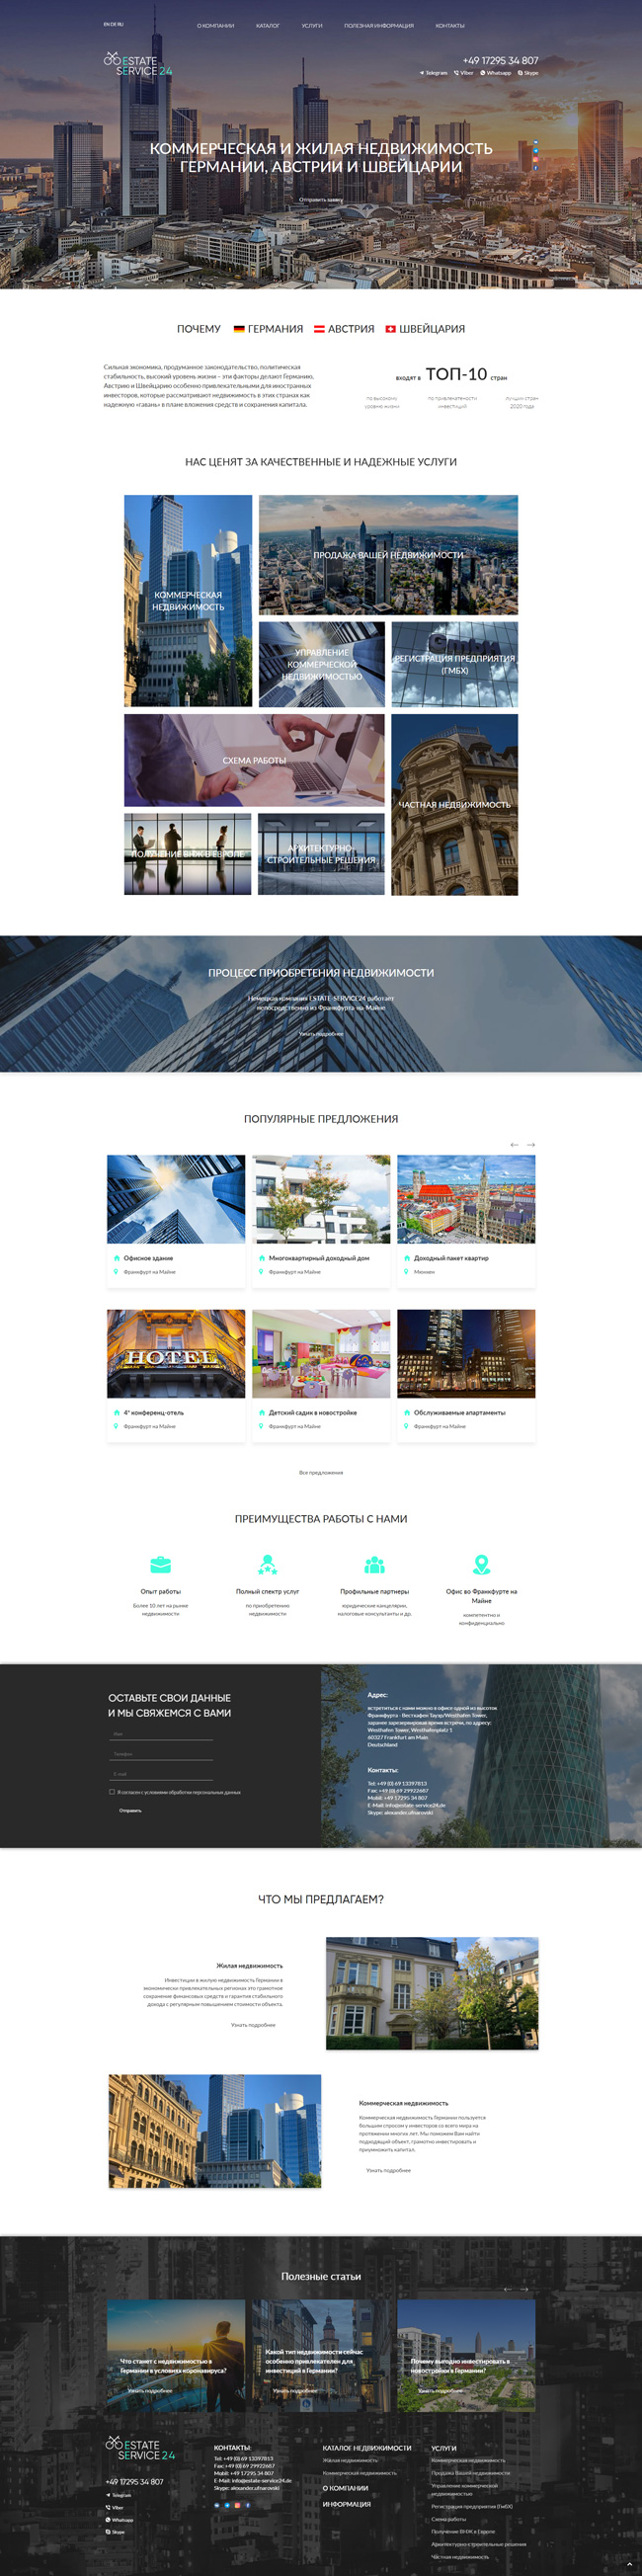 EN DE RU
О КОМПАНИИ
КАТАЛОГ
УСЛУГИ
ПОЛЕЗНАЯ ИНФОРМАЦИЯ
КОНТАКТЫ
ESTATE
SERVICE 24
+49 17295 34 807
Telegram
Viber
Whatsapp
Skype
КОММЕРЧЕСКАЯ И ЖИЛАЯ НЕДВИЖИМОСТЬ
ГЕРМАНИИ, АВСТРИИ И ШВЕЙЦАРИИ
Отправить заявку
ПОЧЕМУ
ГЕРМАНИЯ
АВСТРИЯ
ШВЕЙЦАРИЯ
Сильная экономика, продуманное законодательство, политическая
стабильность, высокий уровень жизни – эти факторы делают Германию,
Австрию и Швейцарию особенно привлекательными для иностранных
инвесторов, которые рассматривают недвижимость в этих странах как
надежную «гавань» в плане вложения средств и сохранения капитала.
входят в ТОП-10 стран
по высокому
уровню жизни
по привлекательности
инвестиций
лучших стран
2020 года
НАС ЦЕНЯТ ЗА КАЧЕСТВЕННЫЕ И НАДЕЖНЫЕ УСЛУГИ
КОММЕРЧЕСКАЯ
НЕДВИЖИМОСТЬ
ПРОДАЖА ВАШЕЙ НЕДВИЖИМОСТИ
УПРАВЛЕНИЕ
КОММЕРЧЕСКОЙ
НЕДВИЖИМОСТЬЮ
РЕГИСТРАЦИЯ ПРЕДПРИЯТИЯ
(ГМБХ)
СХЕМА РАБОТЫ
ЧАСТНАЯ НЕДВИЖИМОСТЬ
ПОЛУЧЕНИЕ ВНЖ В ЕВРОПЕ
АРХИТЕКТУРНО-
СТРОИТЕЛЬНЫЕ РЕШЕНИЯ
ПРОЦЕСС ПРИОБРЕТЕНИЯ НЕДВИЖИМОСТИ
Немецкая компания ESTATE-SERVICE24 работает
непосредственно из Франкфурта-на-Майне
Узнать подробнее
ПОПУЛЯРНЫЕ ПРЕДЛОЖЕНИЯ
Офисное здание
Франкфурт на Майне
Многоквартирный доходный дом
Франкфурт на Майне
Доходный пакет квартир
Мюнхен
HOTEL
4* конференц-отель
Франкфурт на Майне
Детский садик в новостройке
Франкфурт на Майне
Обслуживаемые апартаменты
Франкфурт на Майне
Все предложения
ПРЕИМУЩЕСТВА РАБОТЫ С НАМИ
Опыт работы
Более 10 лет на рынке
недвижимости
Полный спектр услуг
по приобретению
недвижимости
Профильные партнеры
юридические канцелярии,
налоговые консультанты и др.
Офис во Франкфурте на
Майне
компетентно и
конфиденциально
ОСТАВЬТЕ СВОИ ДАННЫЕ
И МЫ СВЯЖЕМСЯ С ВАМИ
Имя
Телефон
E-mail
Я согласен с условиями обработки персональных данных
Отправить
Адрес:
встретиться с нами можно в офисе одной из высоток
Франкфурта - Вестхафен Тауэр/Westhafen Tower,
заранее зарезервировав время встречи, по адресу:
Westhafen Tower, Westhafenplatz 1
60327 Frankfurt am Main
Deutschland
Контакты:
Tel: +49 (0) 69 13397813
Fax: +49 (0) 69 29922687
Mobil: +49 17295 34 807
E-Mail: info@estate-service24.de
Skype: alexander.ufnarovski
ЧТО МЫ ПРЕДЛАГАЕМ?
Жилая недвижимость
Инвестиции в жилую недвижимость Германии в
экономически привлекательных регионах это грамотное
сохранение финансовых средств и гарантия стабильного
дохода с регулярным повышением стоимости объекта.
Узнать подробнее
Коммерческая недвижимость
Коммерческая недвижимость Германии пользуется
большим спросом у инвесторов со всего мира на
протяжении многих лет. Мы поможем Вам найти
подходящий объект, грамотно инвестировать и
приумножить капитал.
Узнать подробнее
Полезные статьи
Что станет с недвижимостью в
Германии в условиях коронавируса?
Узнать подробнее
Какой тип недвижимости сейчас
особенно привлекателен для
инвестиций в Германии?
Узнать подробнее
Почему выгодно инвестировать в
новостройки в Германии?
Узнать подробнее
ESTATE
SERVICE 24
+49 17295 34 807
Telegram
Viber
Whatsapp
Skype
КОНТАКТЫ:
Tel: +49 (0) 69 13397813
Fax: +49 (0) 69 29922687
Mobil: +49 17295 34 807
E-Mail: info@estate-service24.de
Skype: alexander.ufnarovski
КАТАЛОГ НЕДВИЖИМОСТИ
Жилая недвижимость
Коммерческая недвижимость
О КОМПАНИИ
ИНФОРМАЦИЯ
УСЛУГИ
Коммерческая недвижимость
Продажа Вашей недвижимости
Управление коммерческой
недвижимостью
Регистрация предприятия (ГмбХ)
Схема работы
Получение ВНЖ в Европе
Архитектурно-строительные решения
Частная недвижимость